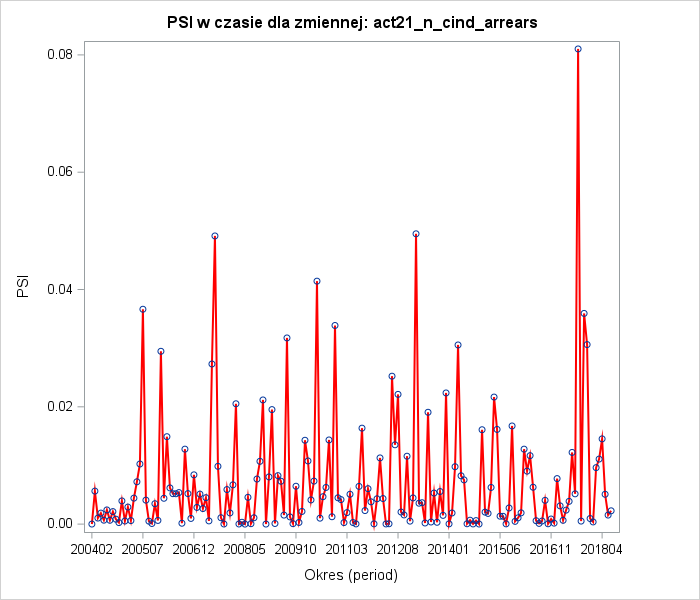 PSI w czasie dla zmiennej: act21_n_cind_arrears
0.08
0.06
0.04
0.02
0.00
PSI
200402 200507 200612 200805 200910 201103 201208 201401 201506 201611 201804
Okres (period)